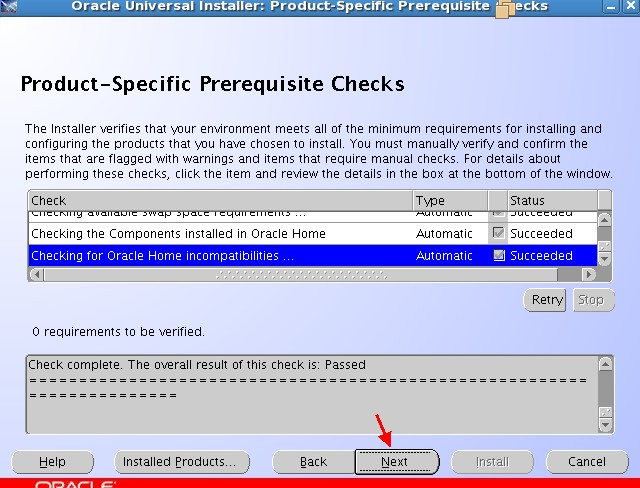 Oracle Universal Installer: Product-Specific Prerequisite ecks
Product-Specific Prerequisite Checks
The Installer verifies that your environment meets all of the minimum requirements for installing and
configuring the products that you have chosen to install. You must manually verify and confirm the
items that are flagged with warnings and items that require manual checks. For details about
performing these checks, click the item and review the details in the box at the bottom of the window.
Check Type Status
Checking available swap space requirements ... Automatic Succeeded
Checking the Components installed in Oracle Home Automatic Succeeded
Checking for Oracle Home incompatibilities ... Automatic Succeeded
Retry Stop
0 requirements to be verified.
Check complete. The overall result of this check is: Passed
========================================================
===============
Help Installed Products... Back Next Install Cancel
ORACLE